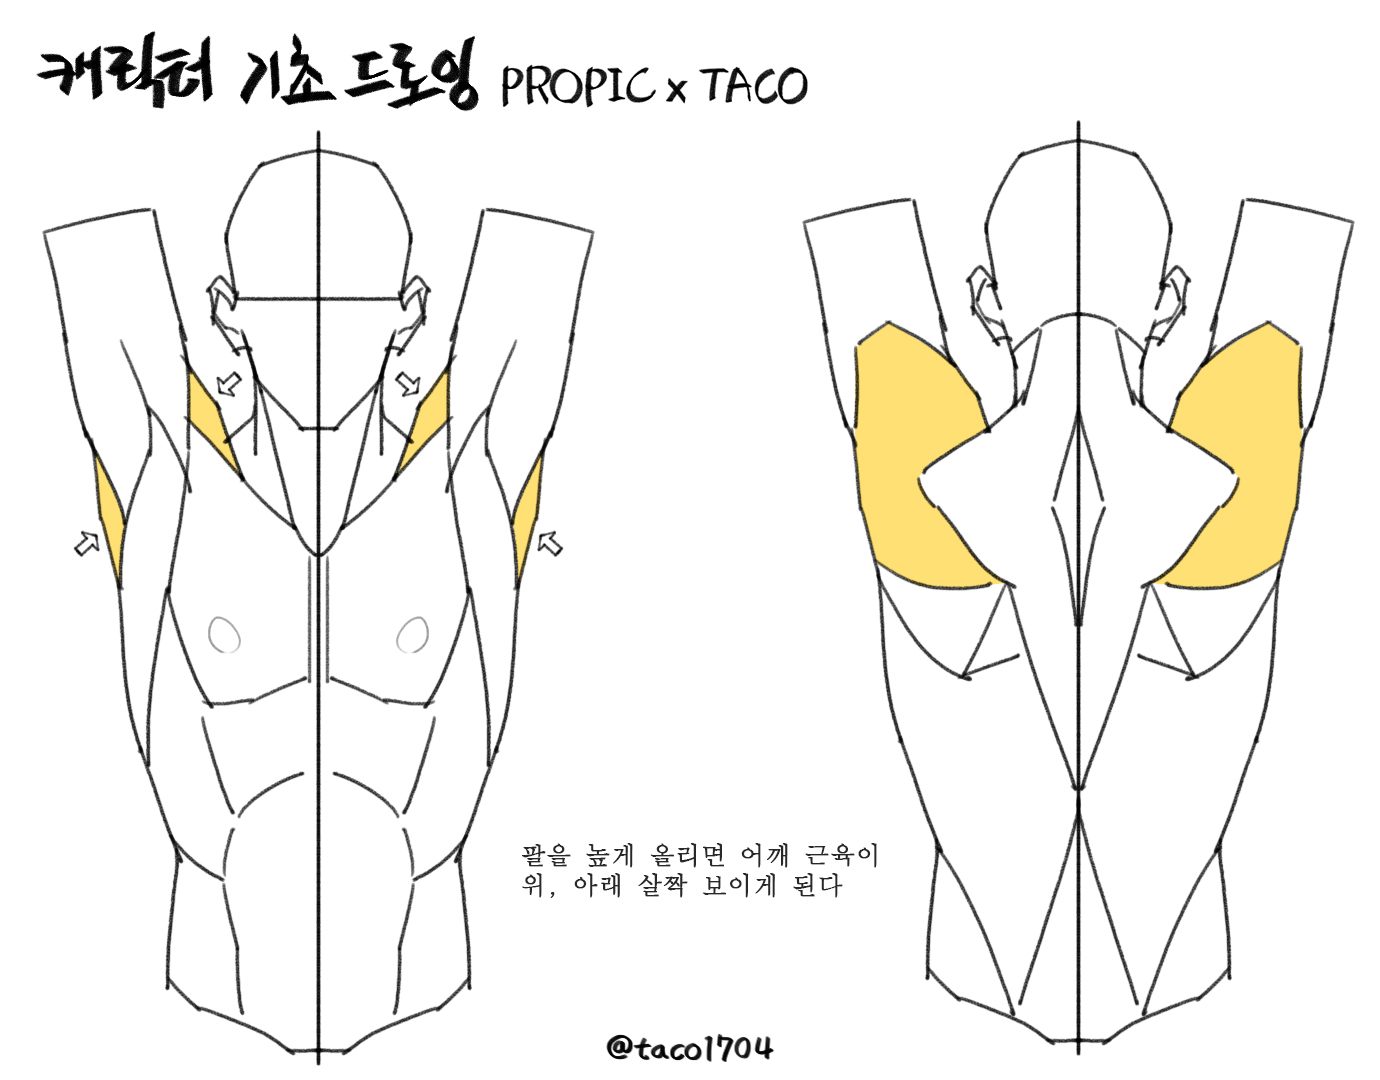 캐릭터 기초 드로잉 PROPIC x TACO
팔을 높게 올리면 어깨 근육이
위, 아래 살짝 보이게 된다
@taco1704